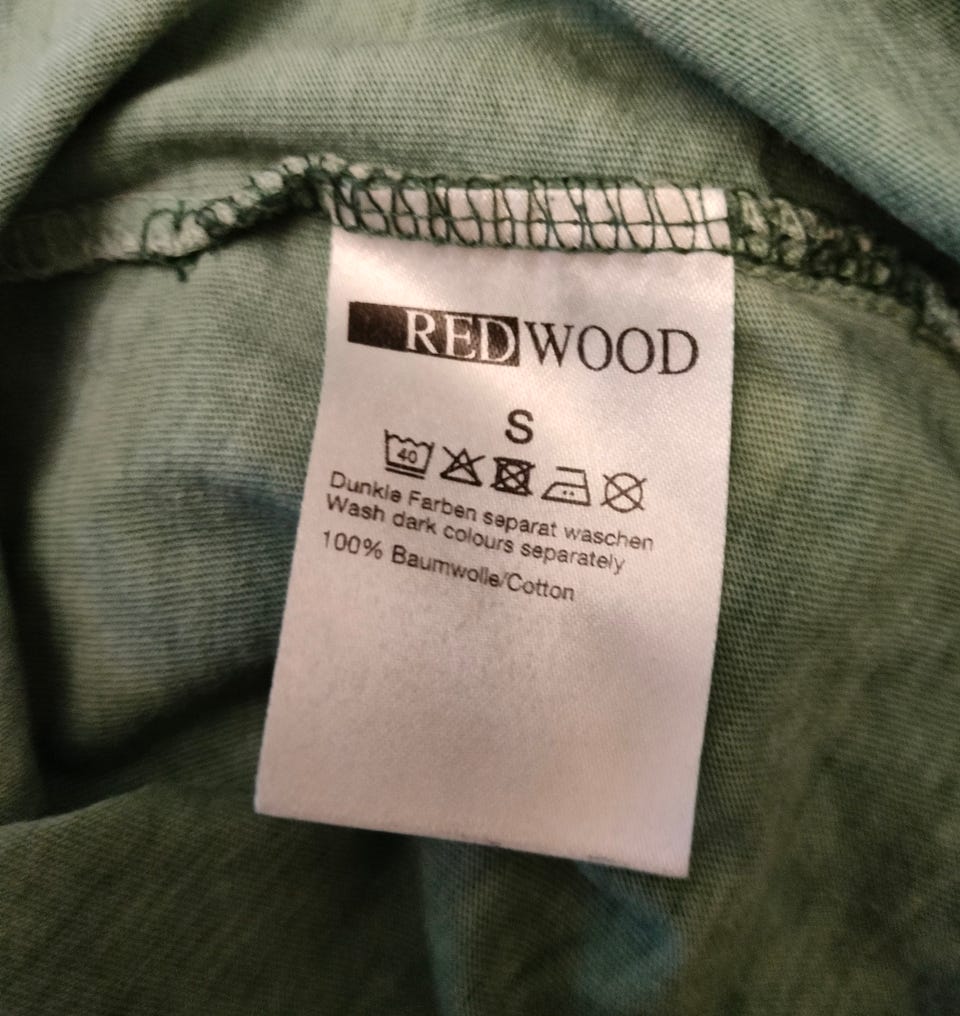 REDWOOD
S
40
Dunkle Farben separat waschen
Wash dark colours separately
100% Baumwolle/Cotton